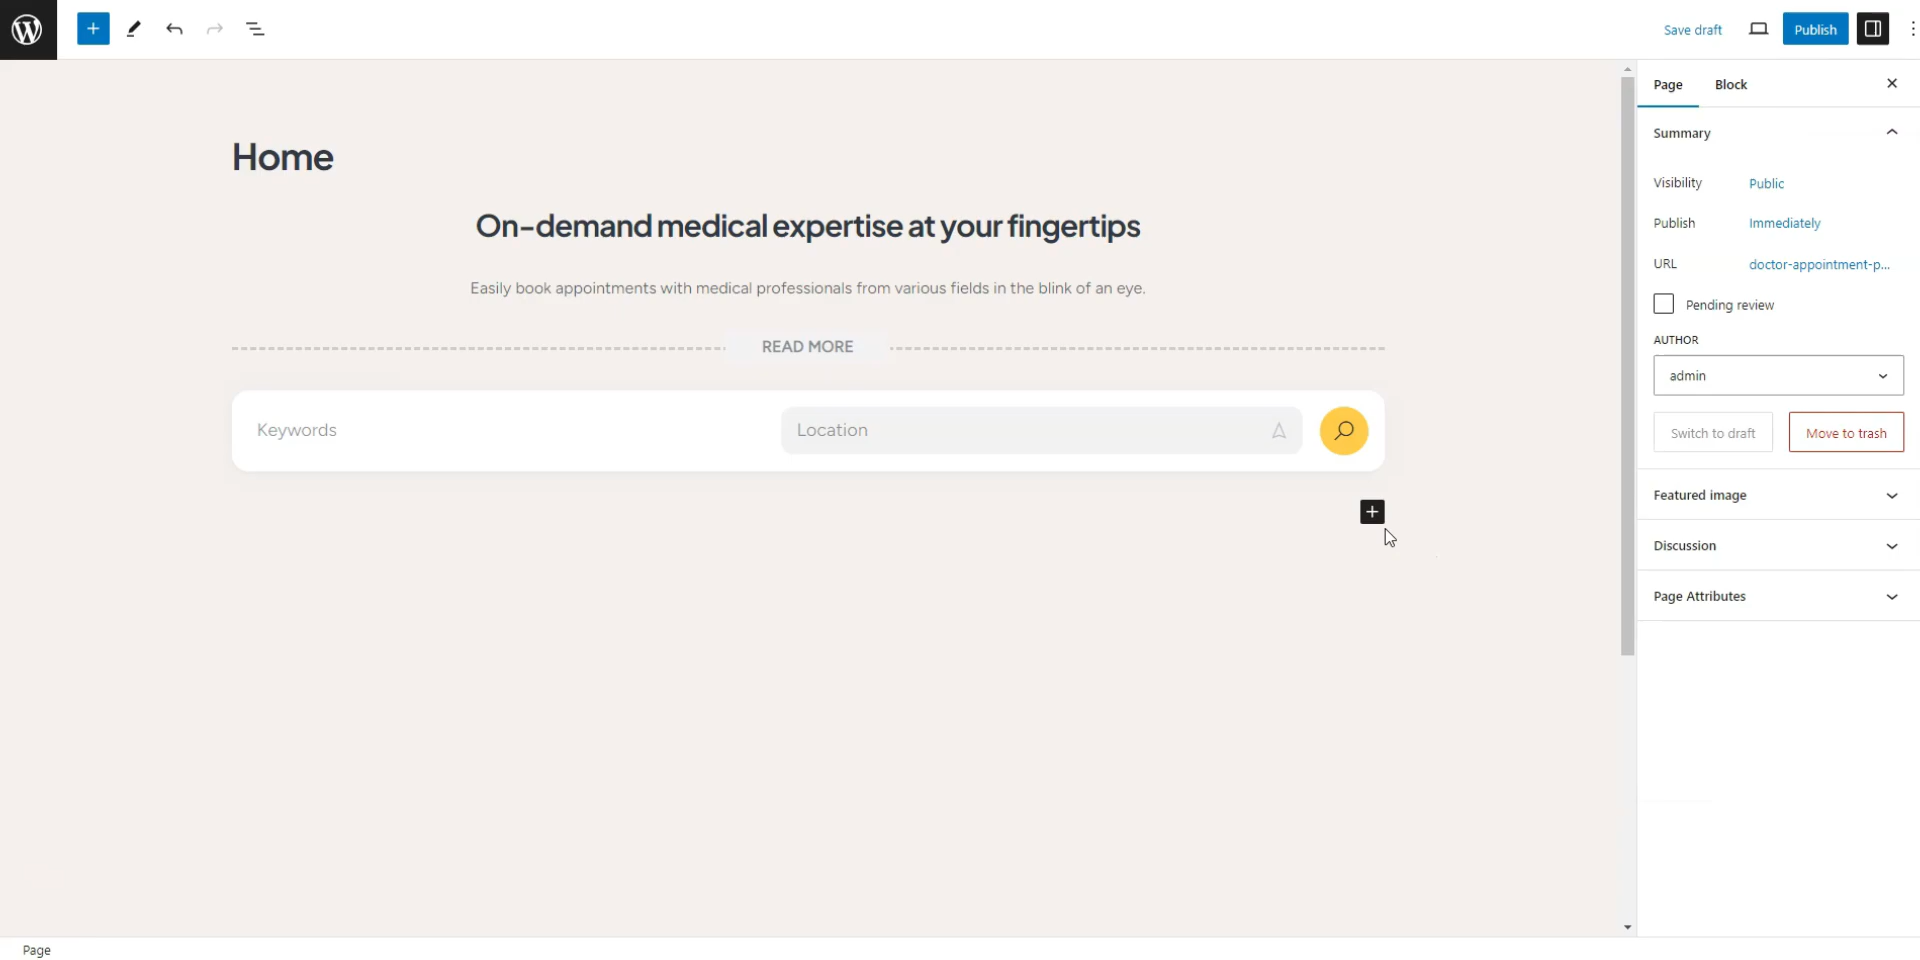 Save draft
Publish
Page
Block
Summary
Home
Visibility
Public
On-demand medical expertise at your fingertips
Publish
Immediately
URL
doctor-appointment-p...
Easily book appointments with medical professionals from various fields in the blink of an eye.
Pending review
AUTHOR
READ MORE
admin
Keywords
Location
Switch to draft
Move to trash
Featured image
Discussion
Page Attributes
Page